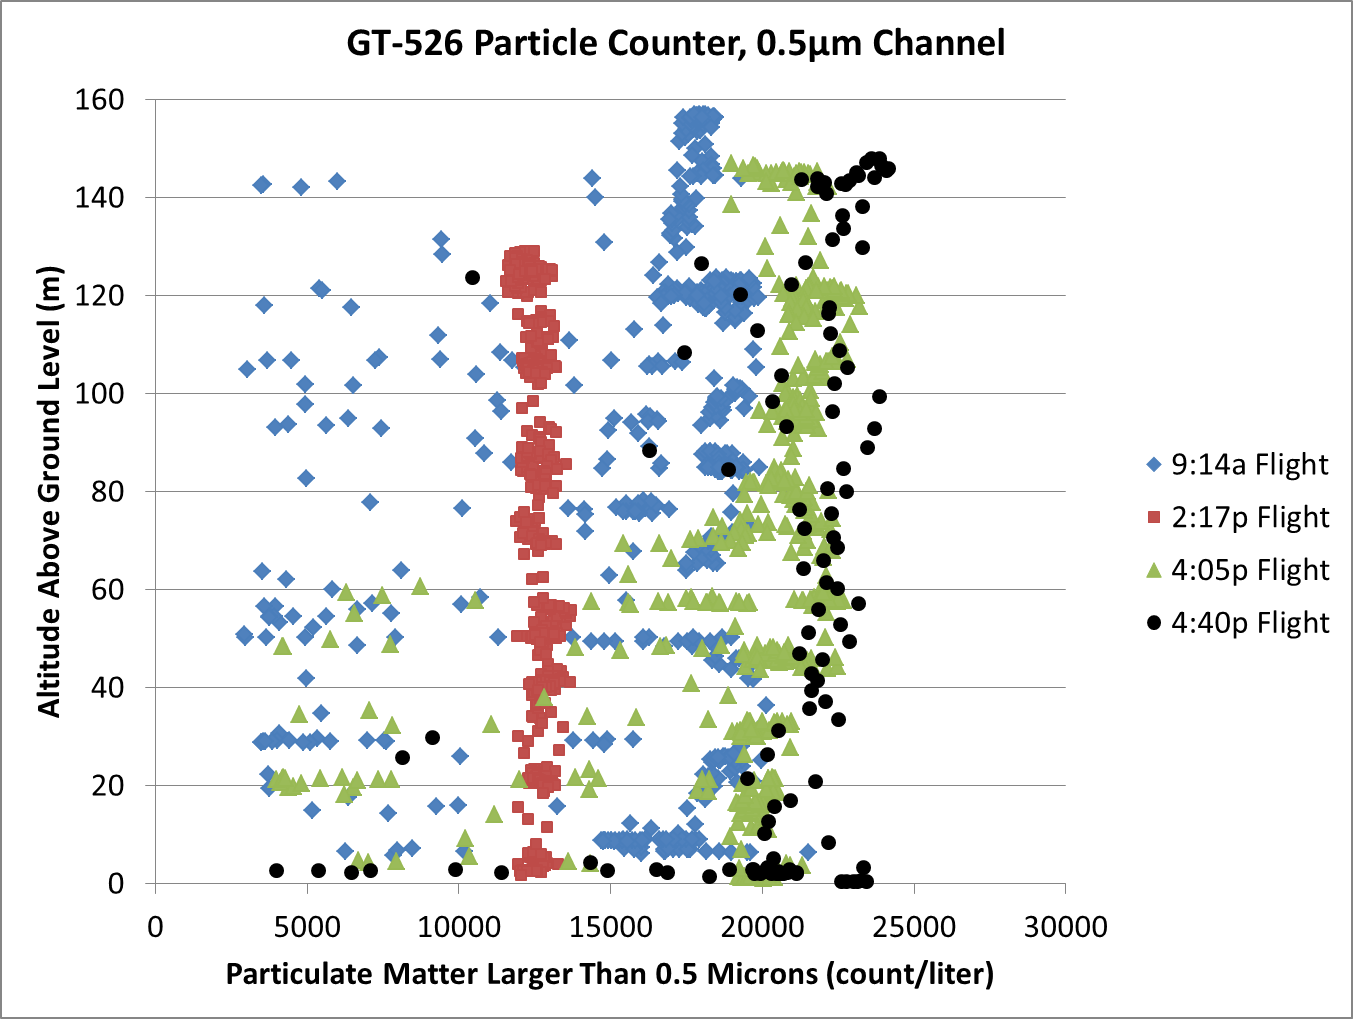 GT-526 Particle Counter, 0.5µm Channel
160
140
120
100
80
60
40
20
0
Altitude Above Ground Level (m)
0 5000 10000 15000 20000 25000 30000
Particulate Matter Larger Than 0.5 Microns (count/liter)
9:14a Flight
2:17p Flight
4:05p Flight
4:40p Flight